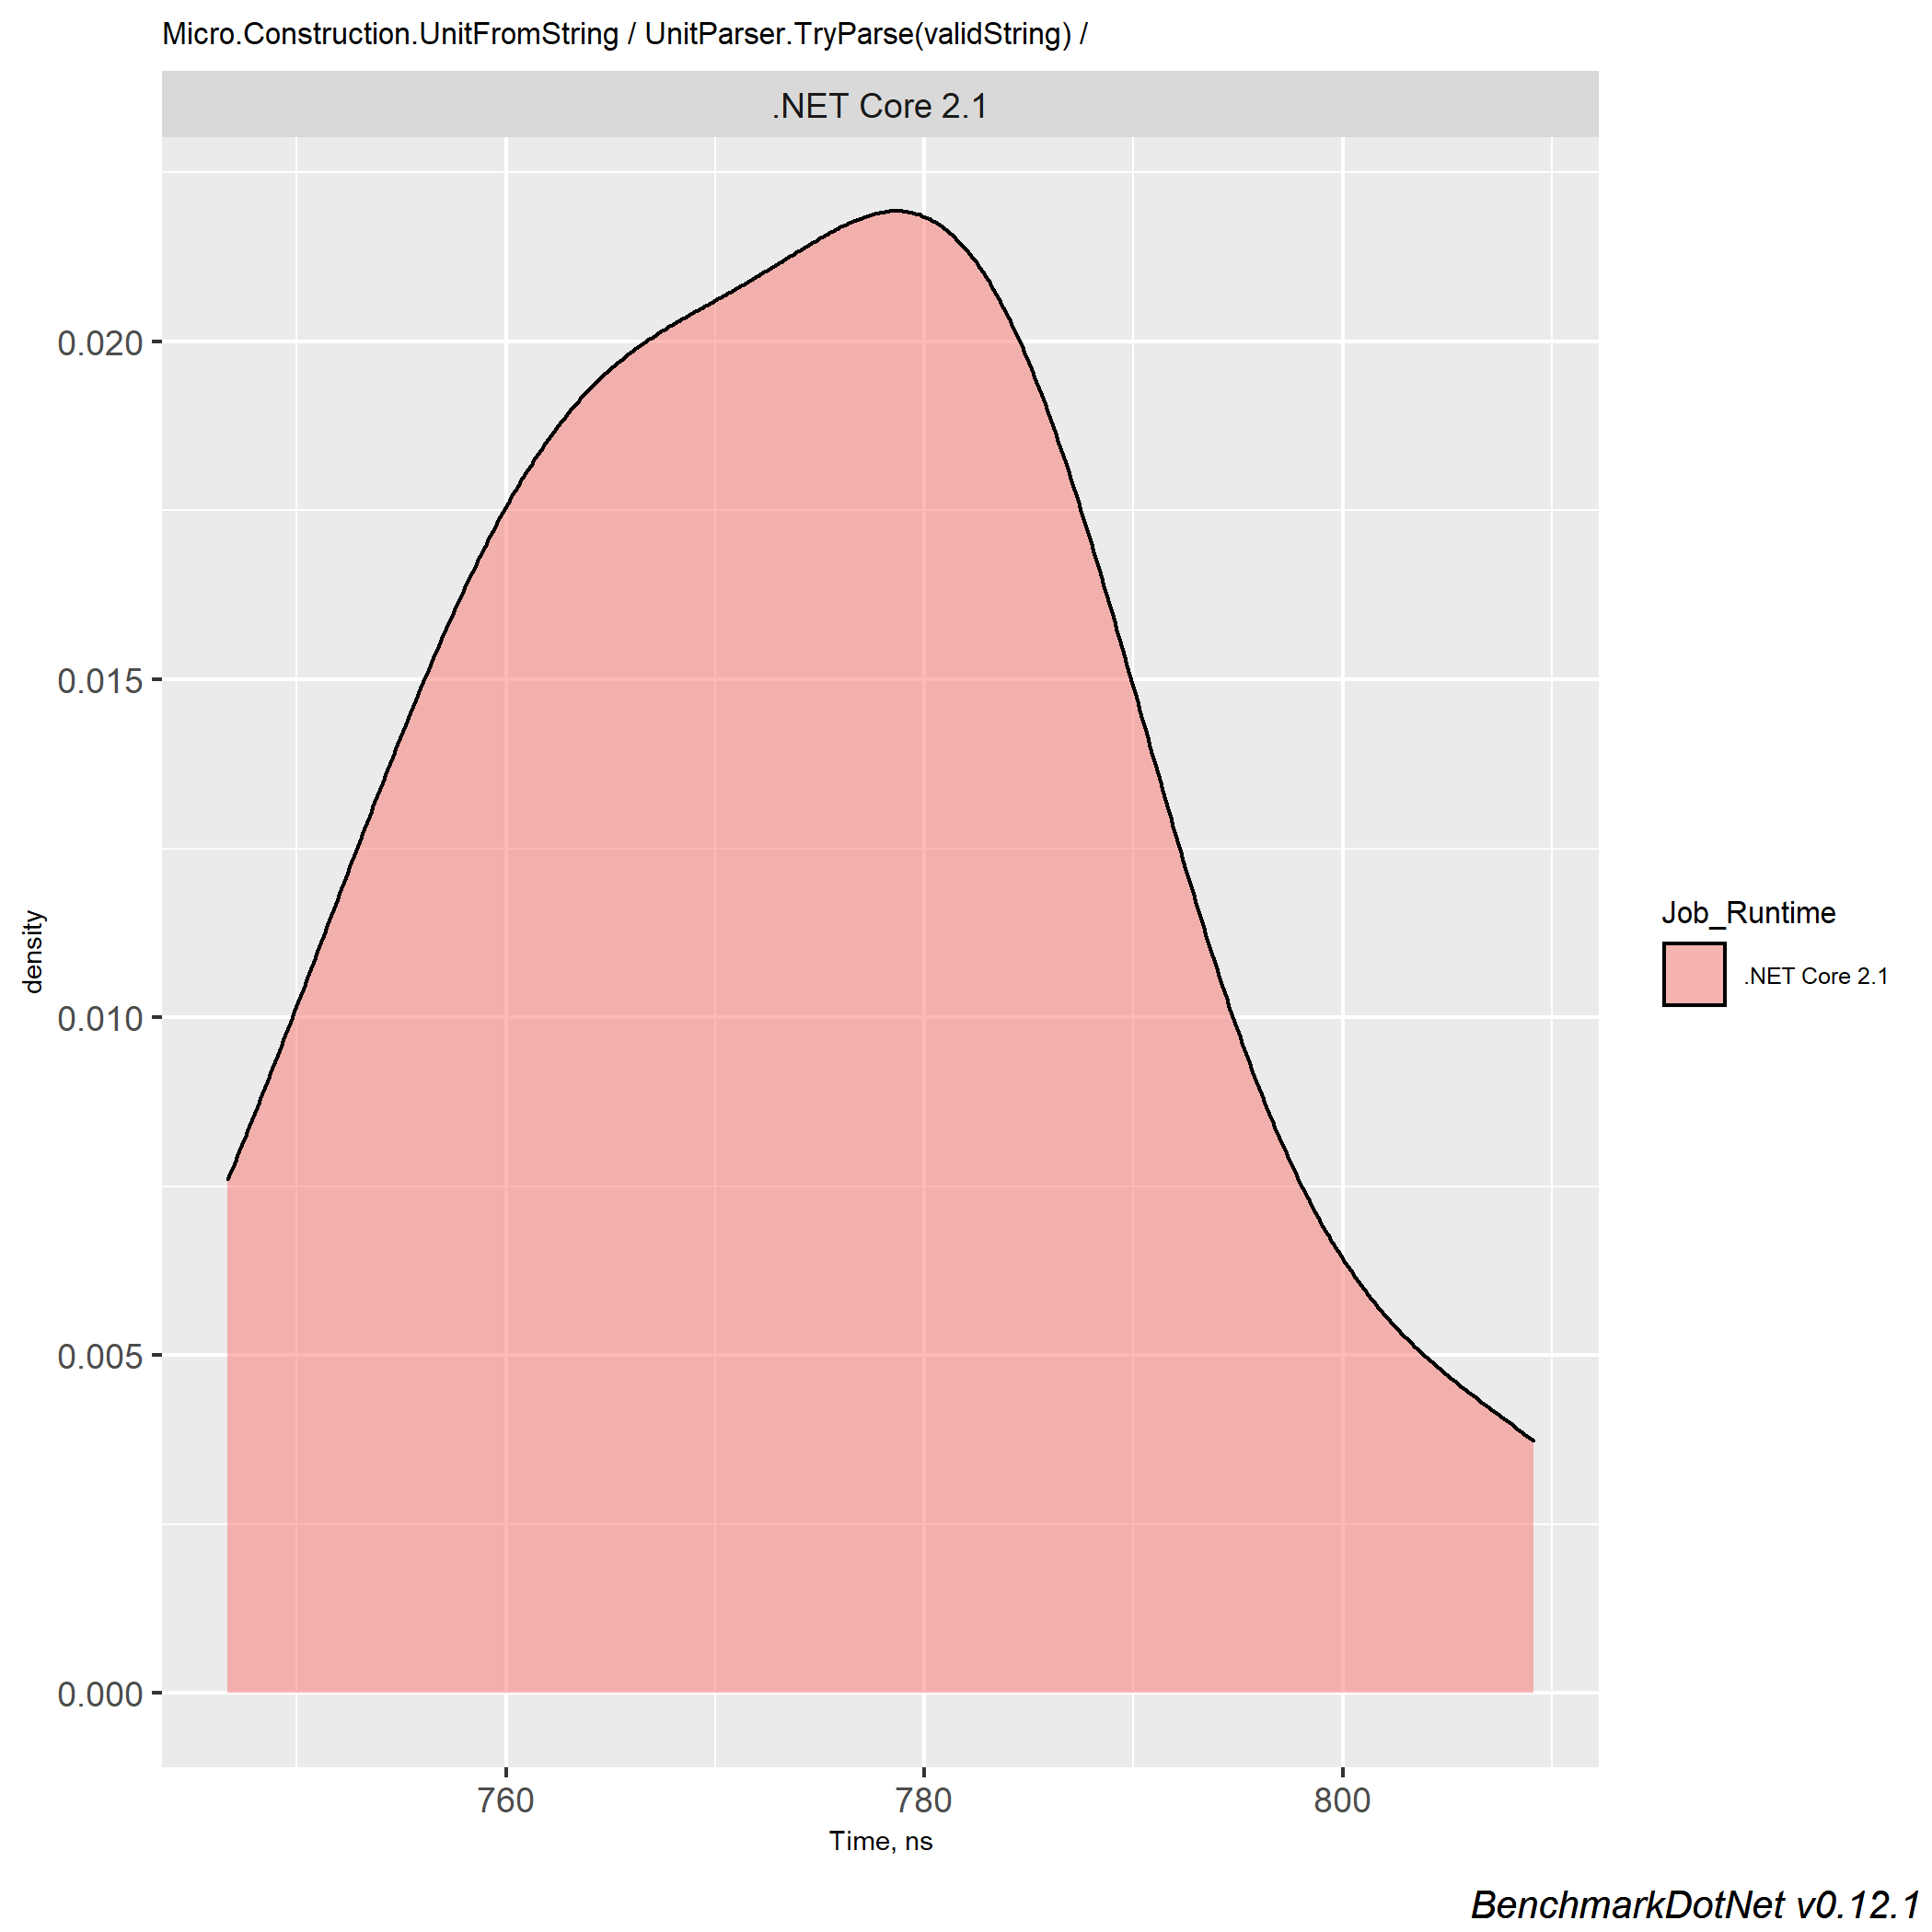 Micro.Construction.UnitFromString / UnitParser.TryParse(validString) /
.NET Core 2.1
0.020
0.015
0.010
0.005
0.000
density
760 780 800
Time, ns
Job_Runtime
.NET Core 2.1
BenchmarkDotNet v0.12.1